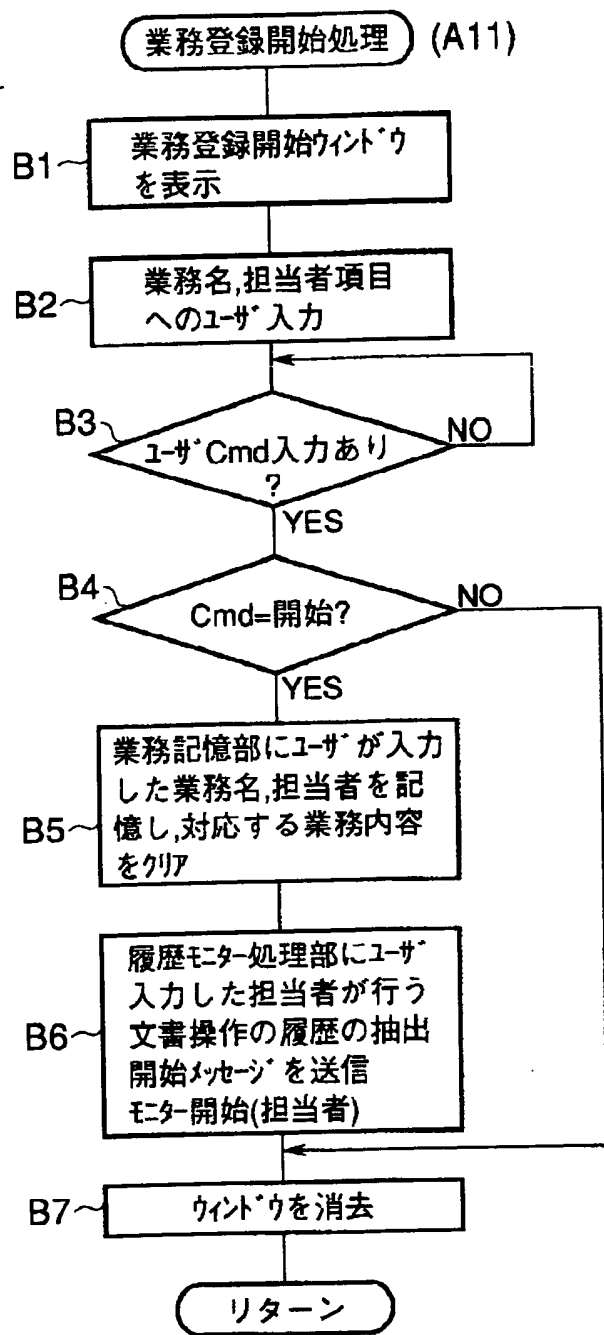 業務登録開始処理 (A11)
B1 業務登録開始ウィンドウ
を表示
B2 業務名,担当者項目
へのユーザ入力
B3 ユーザCmd入力あり NO
?
YES
B4 Cmd=開始? NO
YES
業務記憶部にユーザが入力
した業務名,担当者を記
B5 憶し,対応する業務内容
をクリア
履歴モニター処理部にユーザ
入力した担当者が行う
B6 文書操作の履歴の抽出
開始メッセージを送信
モニター開始(担当者)
B7 ウィンドウを消去
リターン